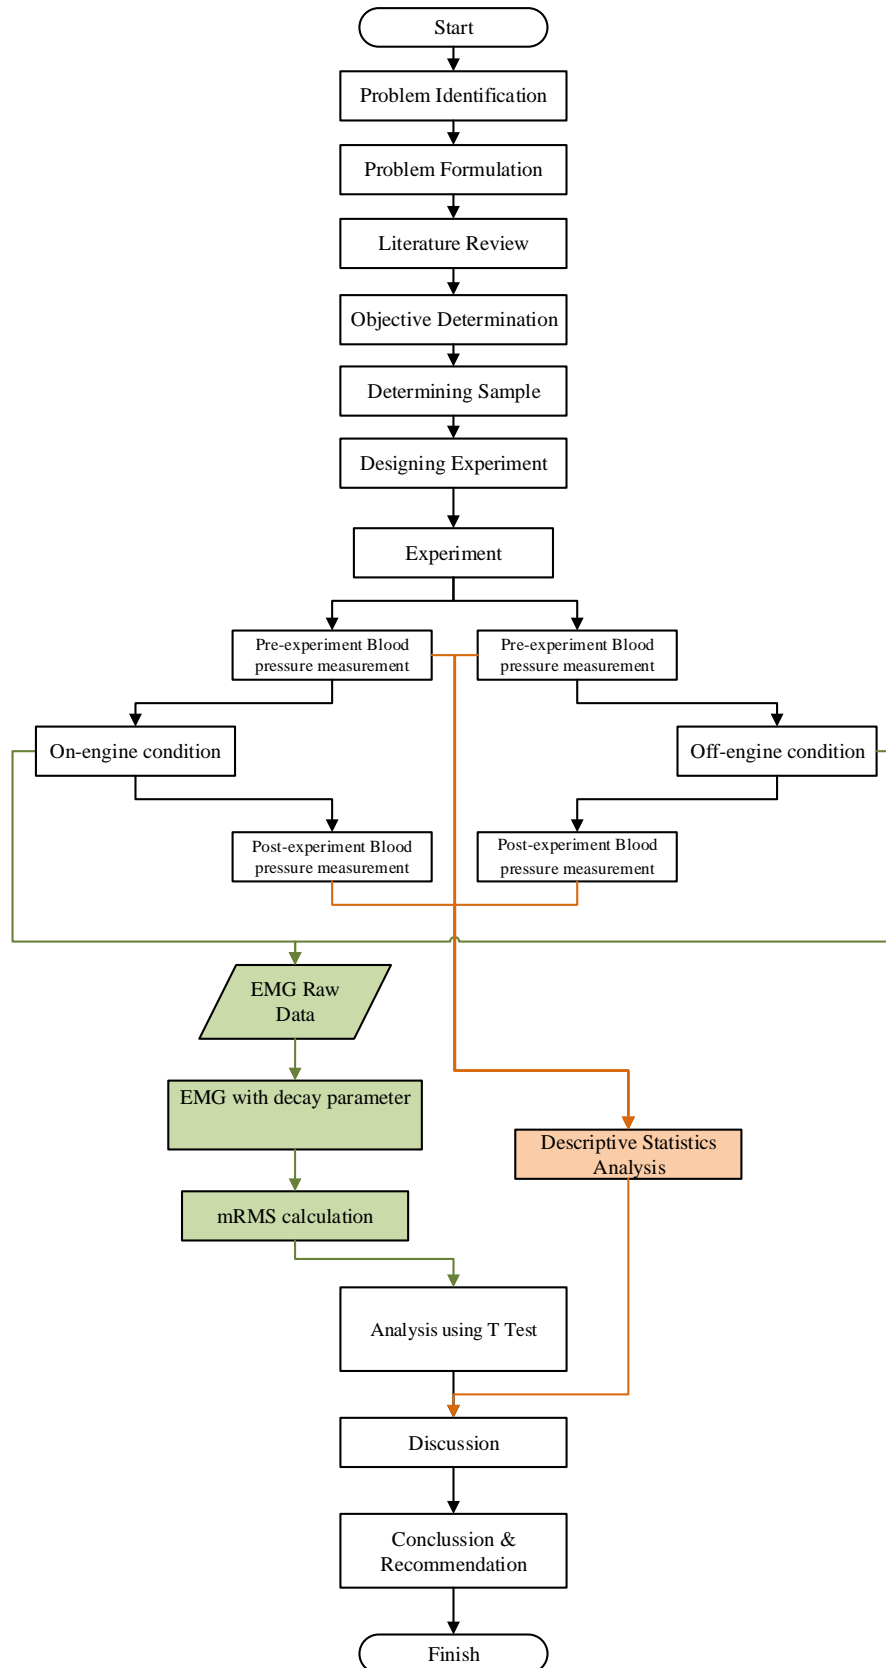 Start
Problem Identification
Problem Formulation
Literature Review
Objective Determination
Determining Sample
Designing Experiment
Experiment
Pre-experiment Blood
pressure measurement
Pre-experiment Blood
pressure measurement
On-engine condition
Off-engine condition
Post-experiment Blood
pressure measurement
Post-experiment Blood
pressure measurement
EMG Raw
Data
EMG with decay parameter
Descriptive Statistics
Analysis
mRMS calculation
Analysis using T Test
Discussion
Conclussion &
Recommendation
Finish